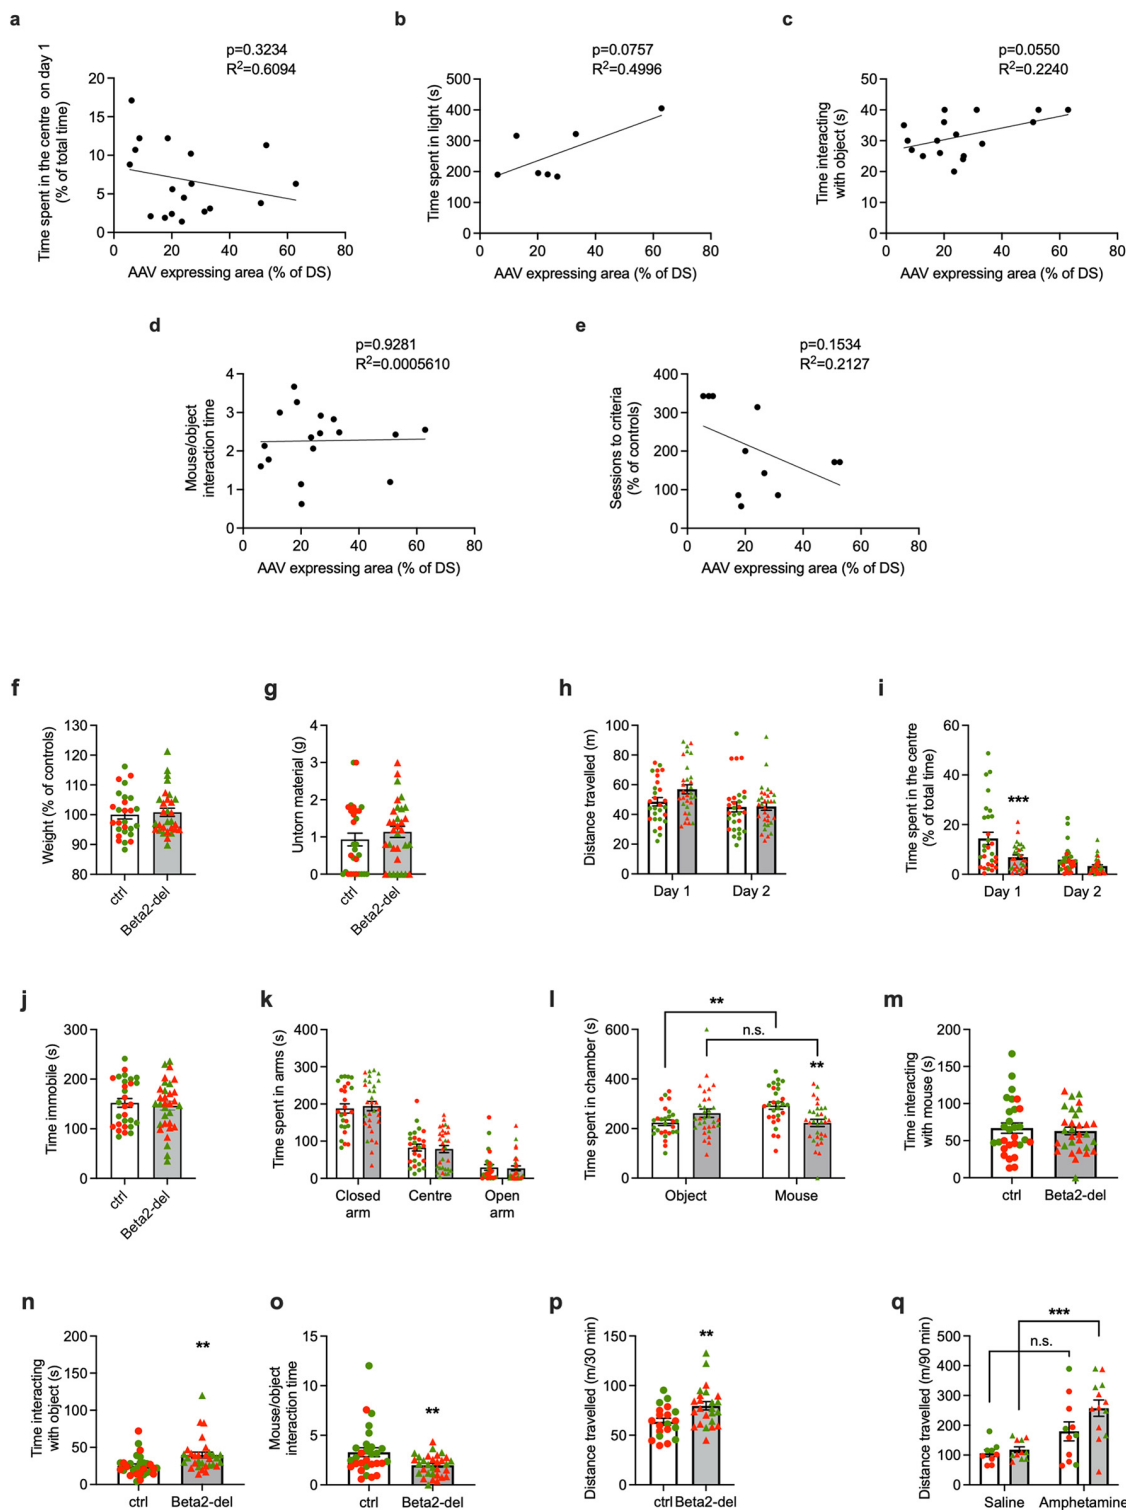 a
p=0.3234
R²=0.6094
Time spent in the centre on day 1
(% of total time)
20
15
10
5
0
0 20 40 60 80
AAV expressing area (% of DS)
b
p=0.0757
R²=0.4996
Time spent in light (s)
500
400
300
200
100
0
0 20 40 60 80
AAV expressing area (% of DS)
c
p=0.0550
R²=0.2240
Time interacting
with object (s)
50
40
30
20
10
0
0 20 40 60 80
AAV expressing area (% of DS)
d
p=0.9281
R²=0.0005610
Mouse/object
interaction time
4
3
2
1
0
0 20 40 60 80
AAV expressing area (% of DS)
e
p=0.1534
R²=0.2127
Sessions to criteria
(% of controls)
400
300
200
100
0
0 20 40 60 80
AAV expressing area (% of DS)
f
Weight (% of controls)
130
120
110
100
90
80
ctrl
Beta2-del
g
Untorn material (g)
4
3
2
1
0
ctrl
Beta2-del
h
Distance travelled (m)
100
80
60
40
20
0
Day 1 Day 2
i
Time spent in the centre
(% of total time)
60
40
20
0
***
Day 1 Day 2
j
Time immobile (s)
300
200
100
0
ctrl
Beta2-del
k
Time spent in arms (s)
400
300
200
100
0
Closed Centre Open
arm arm
l
Time spent in chamber (s)
600
400
200
0
**
n.s.
**
Object Mouse
m
Time interacting
with mouse (s)
200
150
100
50
0
ctrl Beta2-del
n
Time interacting
with object (s)
200
150
100
50
0
**
ctrl Beta2-del
o
Mouse/object
interaction time
15
10
5
0
**
ctrl Beta2-del
p
Distance travelled (m/30 min)
150
100
50
0
**
ctrl Beta2-del
q
Distance travelled (m/90 min)
500
400
300
200
100
0
***
n.s.
Saline Amphetamine